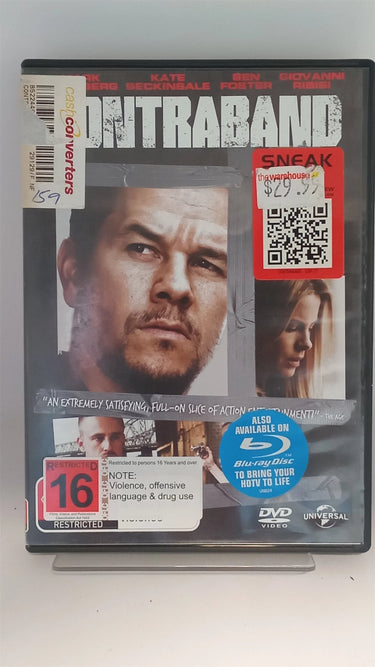 KATE BEN GIOVANNI
BECKINSALE FOSTER RIBISI
ONTRABAND
cash converters
159
SNEAK
the warehouse
$29.99
"AN EXTREMELY SATISFYING, FULL-ON SLICE OF ACTION
ALSO
AVAILABLE ON
Blu-ray Disc
TO BRING YOUR
HDTV TO LIFE
RESTRICTED
16
Restricted to persons 16 Years and over
NOTE:
Violence, offensive
language & drug use
RESTRICTED
DVD
VIDEO
UNIVERSAL